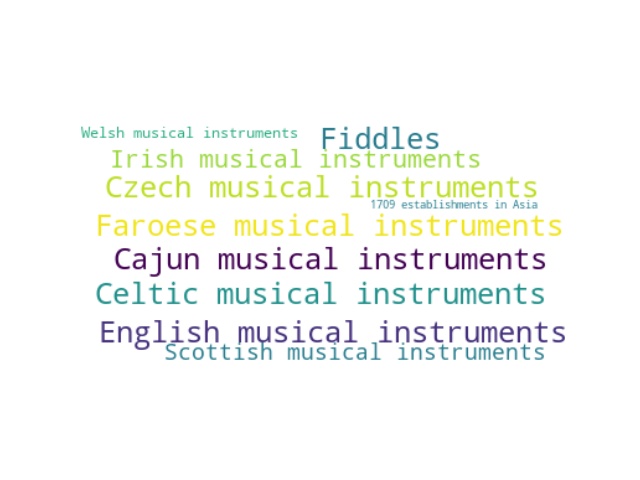 Welsh musical instruments
Fiddles
Irish musical instruments
Czech musical instruments
1709 establishments in Asia
Faroese musical instruments
Cajun musical instruments
Celtic musical instruments
English musical instruments
Scottish musical instruments